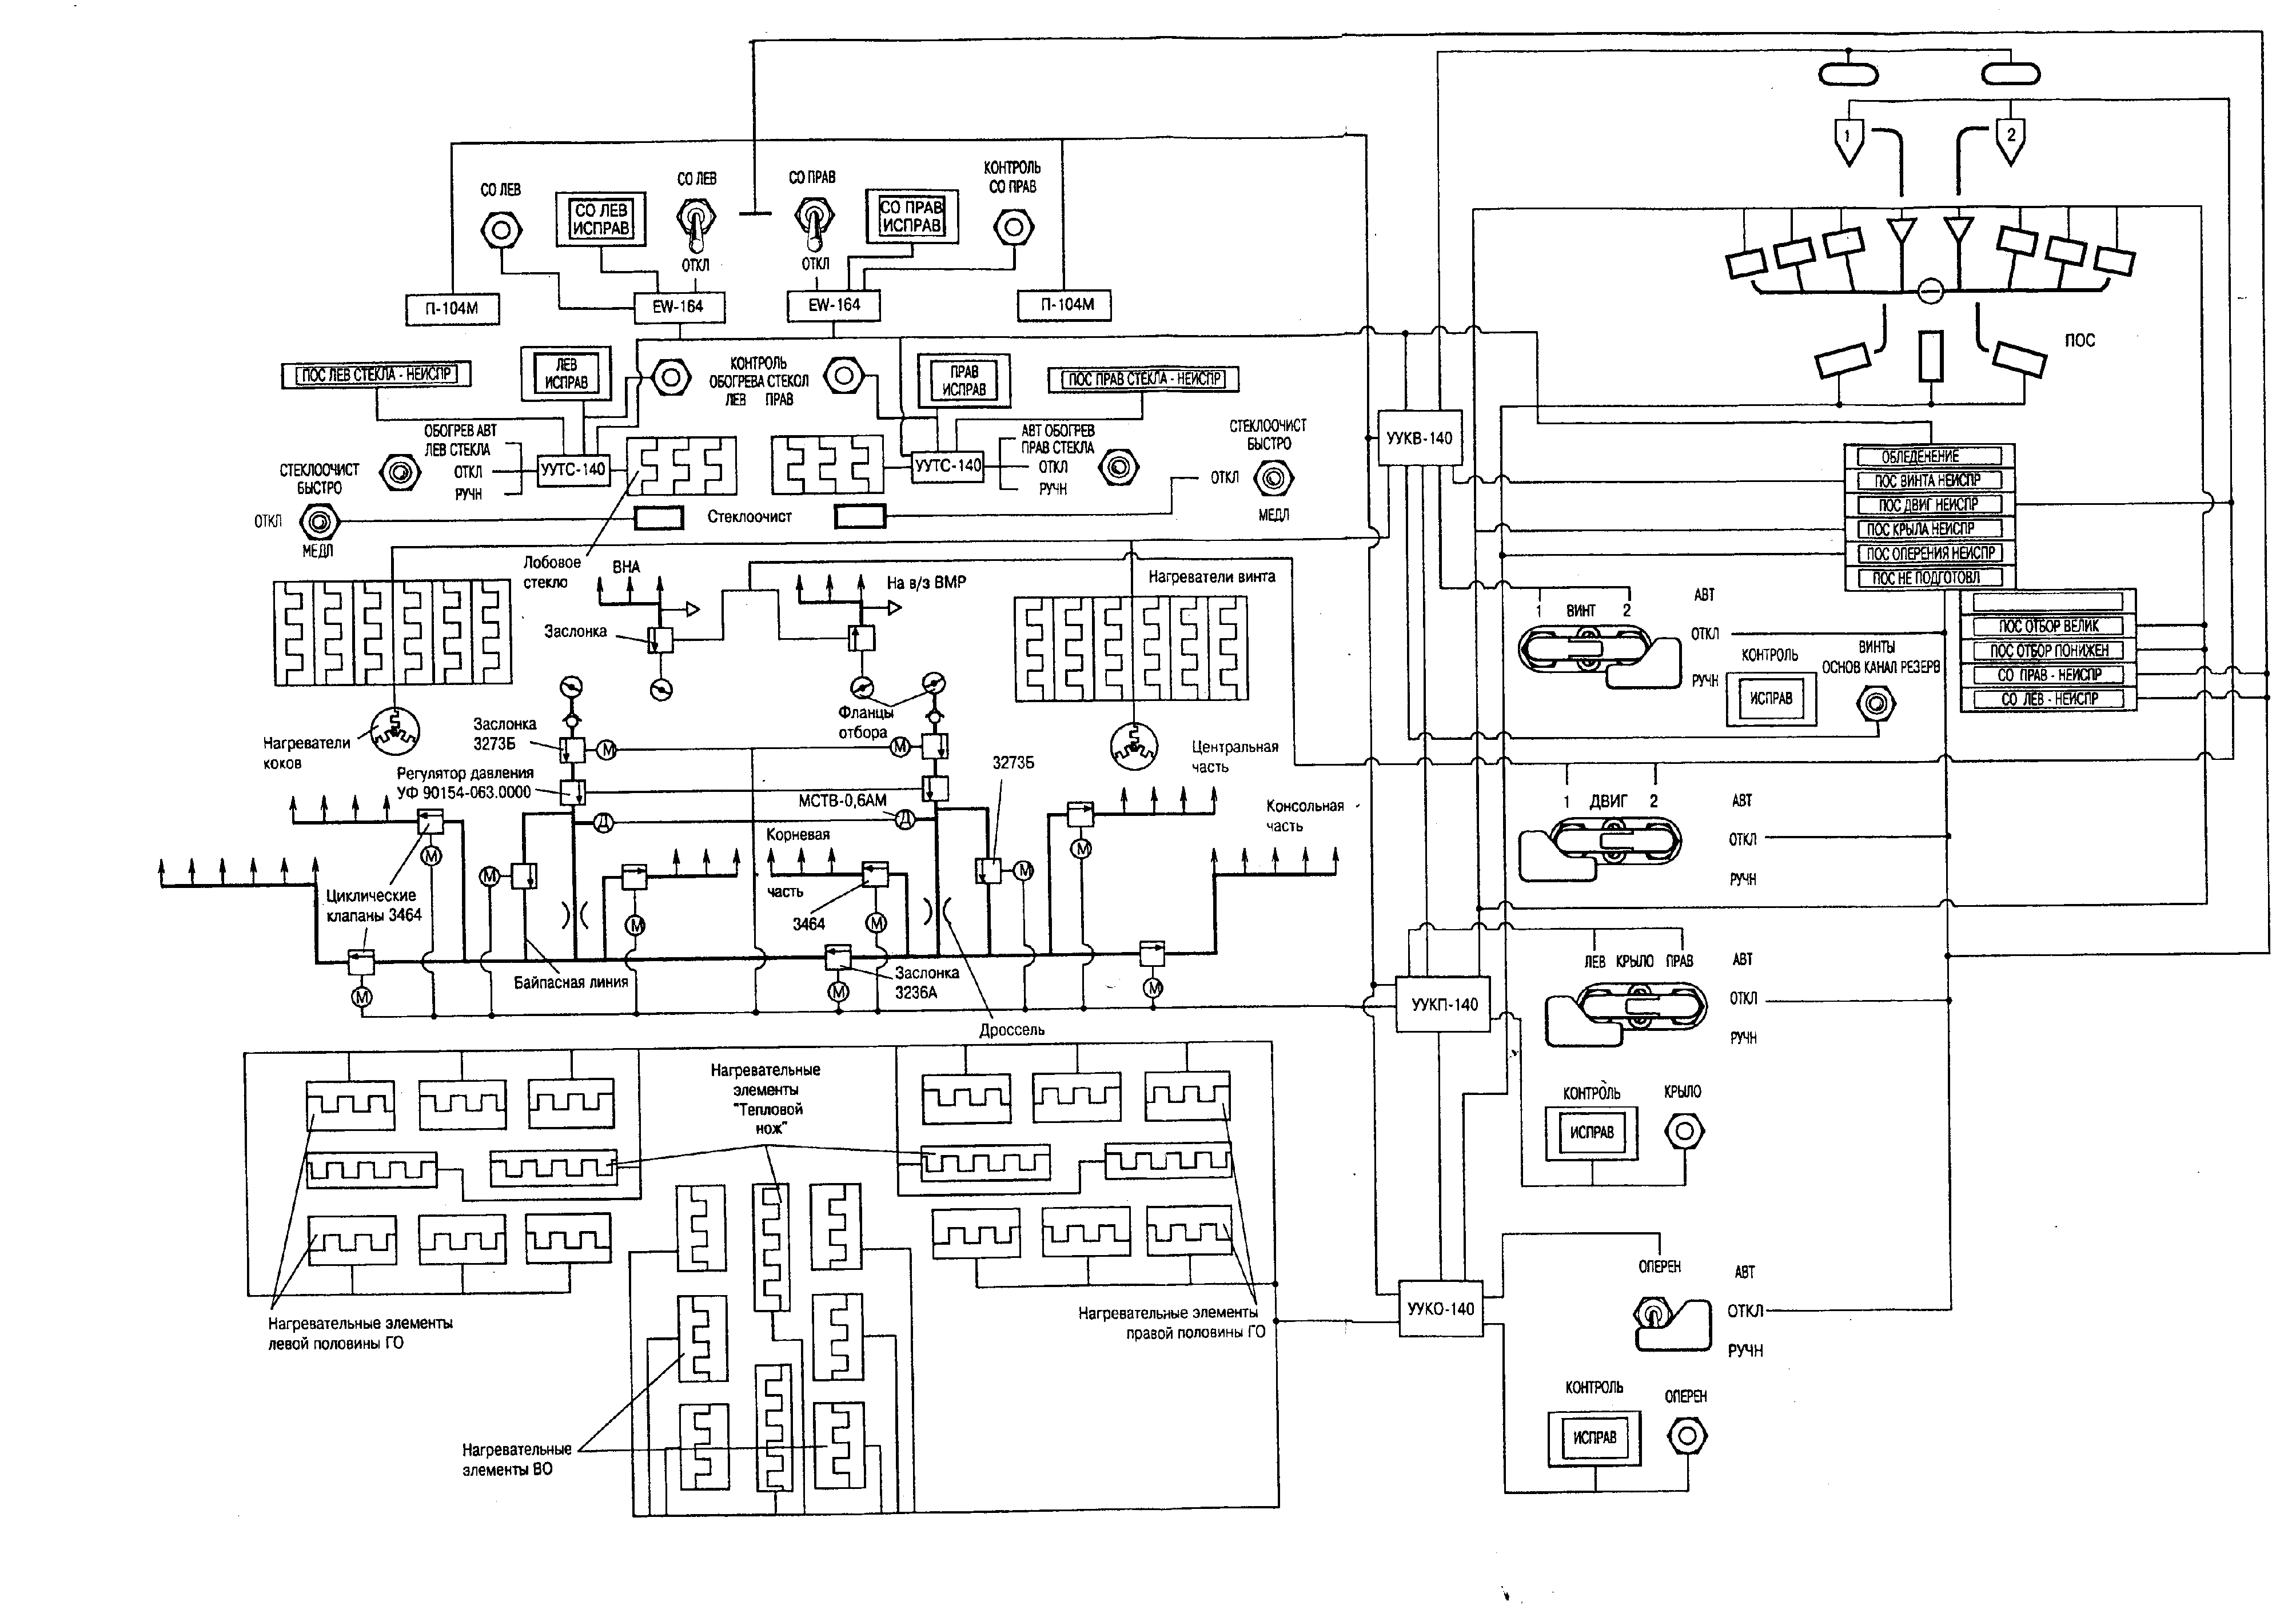 СО ЛЕВ
СО ЛЕВ
ИСПРАВ
СО ЛЕВ
ОТКЛ
СО ПРАВ
ОТКЛ
СО ПРАВ
ИСПРАВ
КОНТРОЛЬ
СО ПРАВ
П-104М
EW-164
EW-164
П-104М
1
2
ПОС
ПОС ЛЕВ СТЕКЛА - НЕИСПР
ЛЕВ
ИСПРАВ
КОНТРОЛЬ
ОБОГРЕВА СТЕКОЛ
ЛЕВ ПРАВ
ПРАВ
ИСПРАВ
ПОС ПРАВ СТЕКЛА - НЕИСПР
ОБОГРЕВ АВТ
ЛЕВ СТЕКЛА
ОТКЛ
РУЧН
УУТС-140
УУТС-140
АВТ ОБОГРЕВ
ПРАВ СТЕКЛА
ОТКЛ
РУЧН
СТЕКЛООЧИСТ
БЫСТРО
ОТКЛ
МЕДЛ
СТЕКЛООЧИСТ
БЫСТРО
ОТКЛ
МЕДЛ
Стеклоочист
Лобовое
стекло
УУКВ-140
ОБЛЕДЕНЕНИЕ
ПОС ВИНТА НЕИСПР
ПОС ДВИГ НЕИСПР
ПОС КРЫЛА НЕИСПР
ПОС ОПЕРЕНИЯ НЕИСПР
ПОС НЕ ПОДГОТОВЛ
ПОС ОТБОР ВЕЛИК
ПОС ОТБОР ПОНИЖЕН
СО ПРАВ - НЕИСПР
СО ЛЕВ - НЕИСПР
ВНА
На в/з ВМР
Нагреватели винта
Заслонка
1 ВИНТ 2
АВТ
ОТКЛ
РУЧН
КОНТРОЛЬ
ИСПРАВ
ВИНТЫ
ОСНОВ КАНАЛ РЕЗЕРВ
Нагреватели
коков
Заслонка
3273Б
М
М
Фланцы
отбора
Регулятор давления
УФ 90154-063.0000
МСТВ-0,6АМ
Д
Д
3273Б
Центральная
часть
Консольная
часть
Корневая
часть
3464
М
М
М
М
М
М
Циклические
клапаны 3464
Байпасная линия
Заслонка
3236А
М
М
М
Дроссель
1 ДВИГ 2
АВТ
ОТКЛ
РУЧН
ЛЕВ КРЫЛО ПРАВ
АВТ
ОТКЛ
РУЧН
УУКП-140
КОНТРОЛЬ
ИСПРАВ
КРЫЛО
Нагревательные
элементы
"Тепловой
нож"
Нагревательные элементы
левой половины ГО
Нагревательные элементы
правой половины ГО
Нагревательные
элементы ВО
УУКО-140
ОПЕРЕН
АВТ
ОТКЛ
РУЧН
КОНТРОЛЬ
ИСПРАВ
ОПЕРЕН